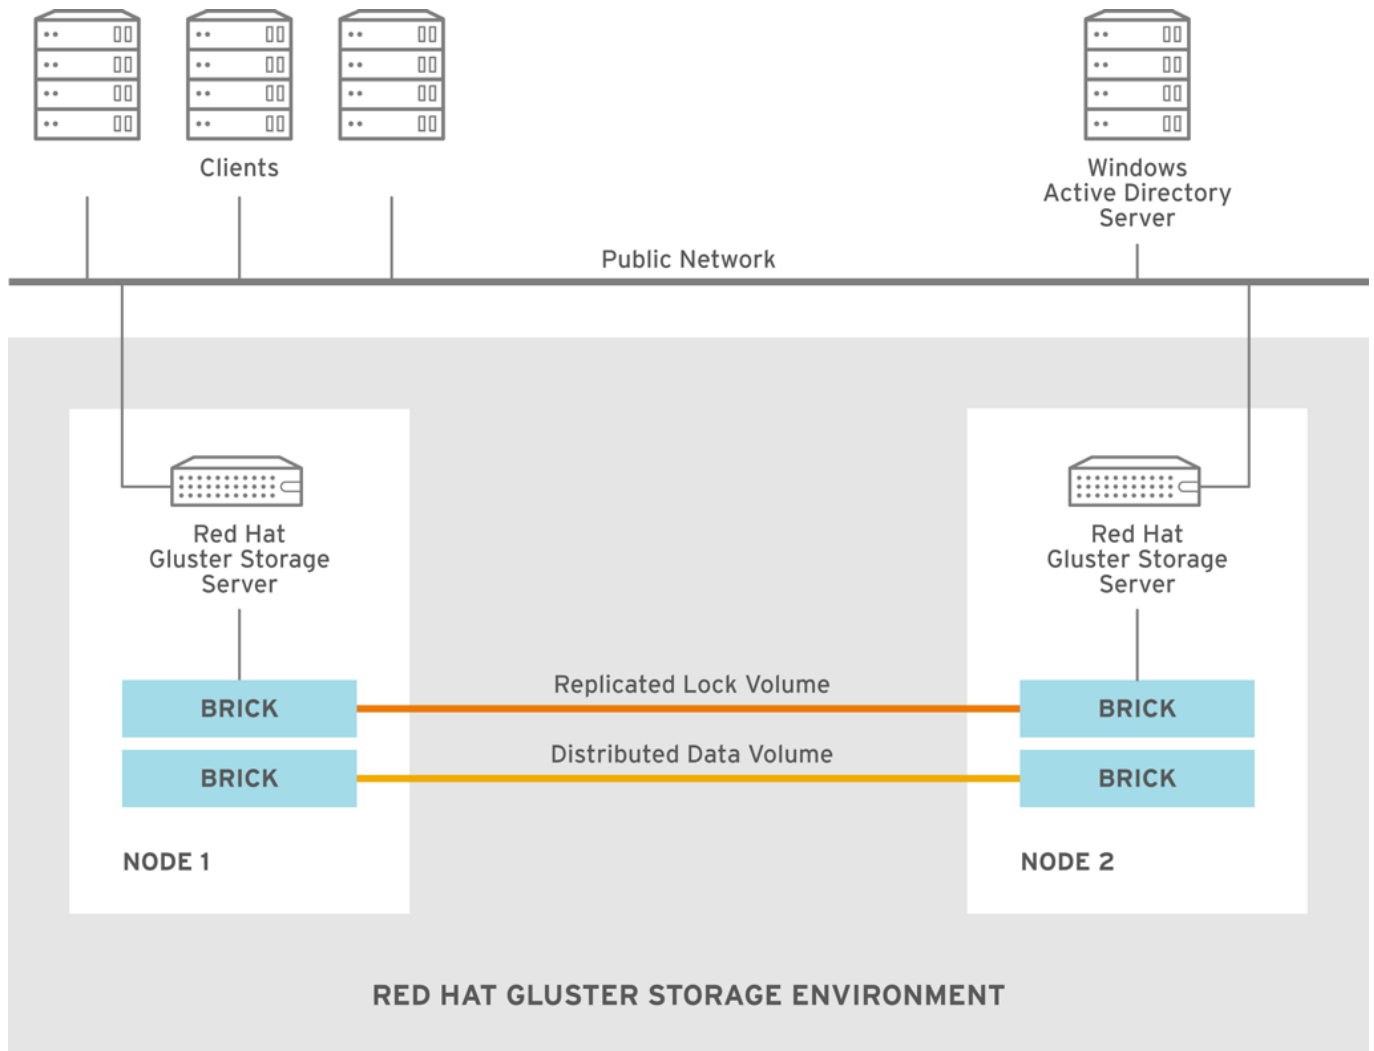 Clients
Windows
Active Directory
Server
Public Network
Red Hat
Gluster Storage
Server
Red Hat
Gluster Storage
Server
Replicated Lock Volume
BRICK
BRICK
Distributed Data Volume
BRICK
BRICK
NODE 1
NODE 2
RED HAT GLUSTER STORAGE ENVIRONMENT